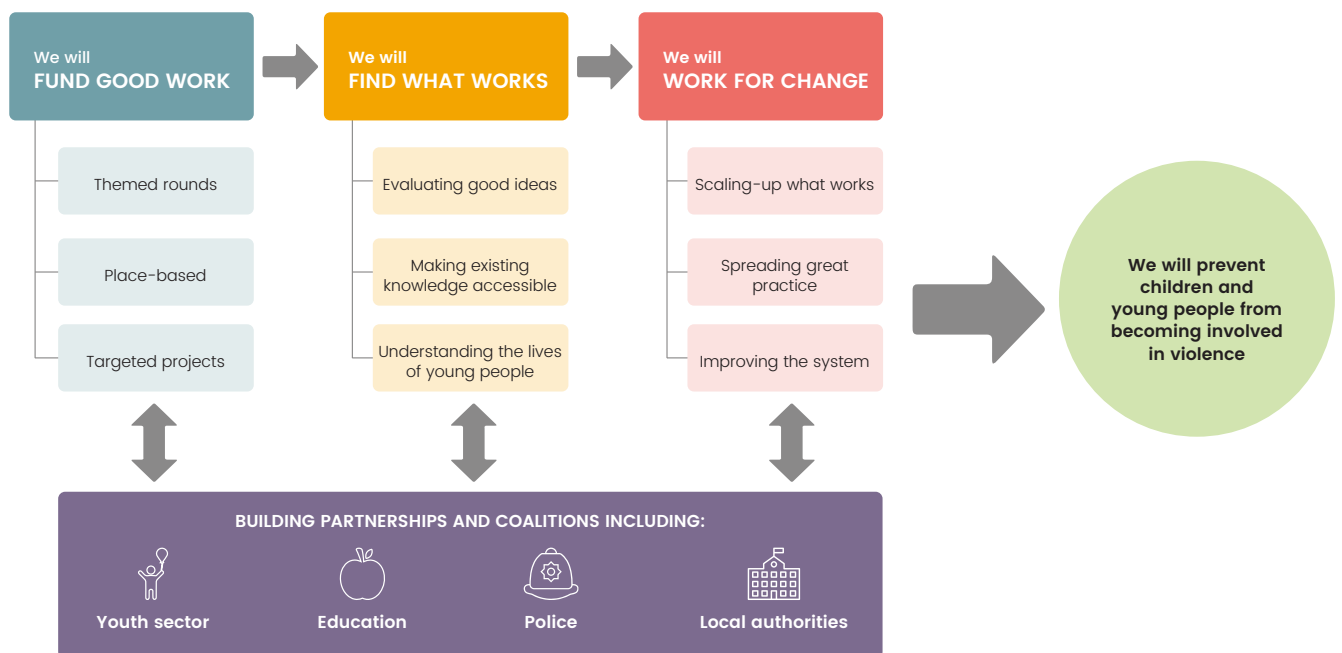 We will
FUND GOOD WORK
Themed rounds
Place-based
Targeted projects
We will
FIND WHAT WORKS
Evaluating good ideas
Making existing
knowledge accessible
Understanding the lives
of young people
We will
WORK FOR CHANGE
Scaling-up what works
Spreading great
practice
Improving the system
We will prevent
children and
young people from
becoming involved
in violence
BUILDING PARTNERSHIPS AND COALITIONS INCLUDING:
Youth sector
Education
Police
Local authorities